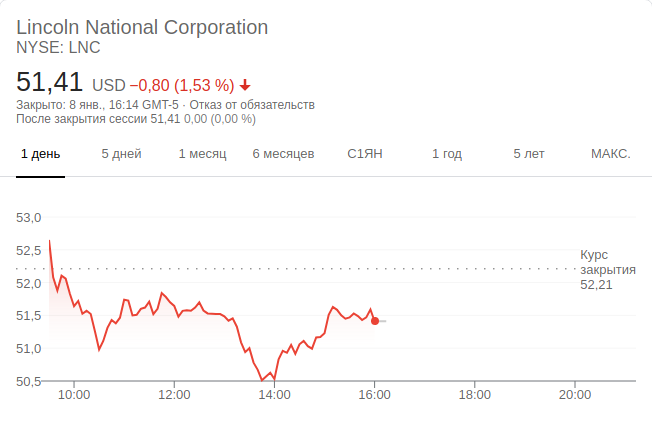 Lincoln National Corporation
NYSE: LNC
51,41 USD −0,80 (1,53 %)
Закрыто: 8 янв., 16:14 GMT-5 · Отказ от обязательств
После закрытия сессии 51,41 0,00 (0,00 %)
1 день 5 дней 1 месяц 6 месяцев С1ЯН 1 год 5 лет МАКС.
53,0
52,5
52,0
51,5
51,0
50,5
Курс
закрытия
52,21
10:00 12:00 14:00 16:00 18:00 20:00